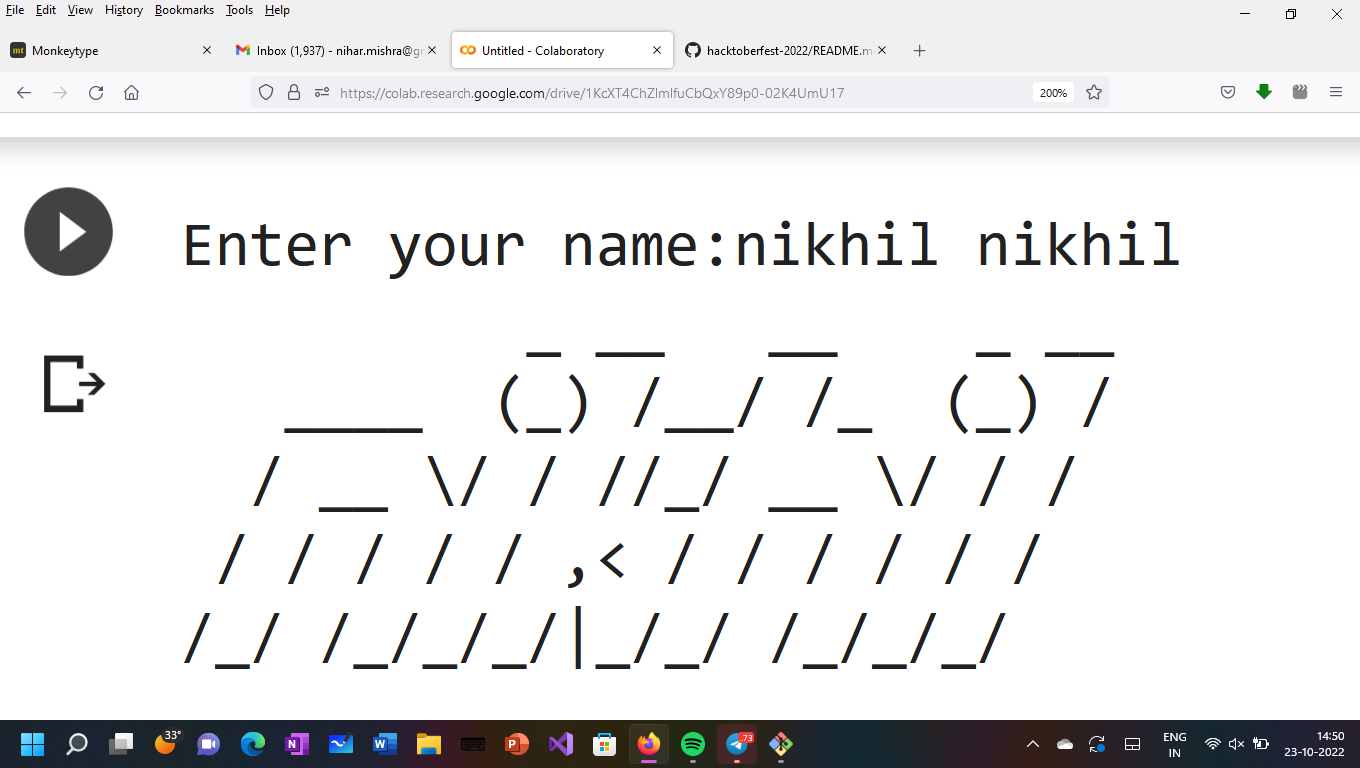 File Edit View History Bookmarks Tools Help
mt Monkeytype
Inbox (1,937) - nihar.mishra@gr
Untitled - Colaboratory
hacktoberfest-2022/README.m
https://colab.research.google.com/drive/1KcXT4ChZlmlfuCbQxY89p0-02K4UmU17
200%
Enter your name:nikhil nikhil
          _ __   __    _ __
   ____  (_) /__/ /_  (_) /
  / __ \/ / //_/ __ \/ / /
 / / / / / ,< / / / / / /
/_/ /_/_/_/|_/_/ /_/_/_/
33°
73
ENG
IN
14:50
23-10-2022